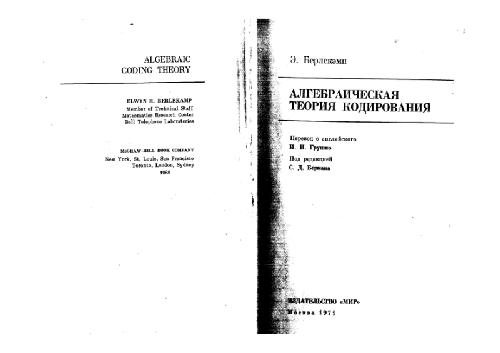 ALGEBRAIC
CODING THEORY
ELWYN R. BERLEKAMP
Member of Technical Staff
Mathematics Research Center
Bell Telephone Laboratories
McGRAW HILL BOOK COMPANY
New York, St. Louis, San Francisco
Toronto, London, Sydney
1968
Э. Берлекамп
АЛГЕБРАИЧЕСКАЯ
ТЕОРИЯ КОДИРОВАНИЯ
Перевод с английского
И. И. Грушко
Под редакцией
С. Д. Бермана
ИЗДАТЕЛЬСТВО «МИР»
Москва 1971